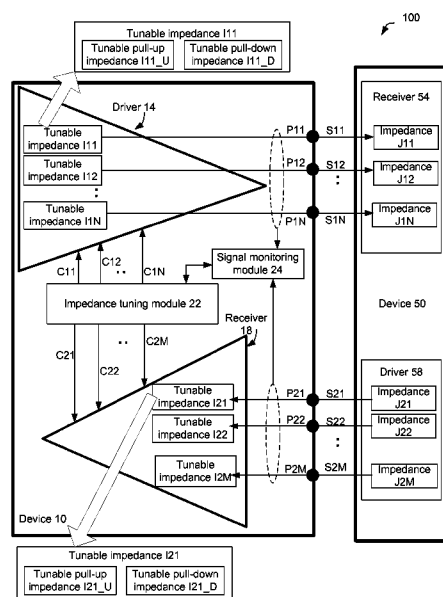 Tunable impedance I11
Tunable pull-up
impedance I11_U
Tunable pull-down
impedance I11_D
100
Driver 14
Receiver 54
Tunable
impedance I11
Tunable
impedance I12
Tunable
impedance I1N
P11
P12
P1N
S11
S12
S1N
Impedance
J11
Impedance
J12
Impedance
J1N
C11
C12
C1N
Signal monitoring
module 24
Impedance tuning module 22
Device 50
Receiver
18
C21
C22
C2M
Driver 58
Tunable
impedance I21
Tunable
impedance I22
Tunable
impedance I2M
P21
P22
P2M
S21
S22
S2M
Impedance
J21
Impedance
J22
Impedance
J2M
Device 10
Tunable impedance I21
Tunable pull-up
impedance I21_U
Tunable pull-down
impedance I21_D